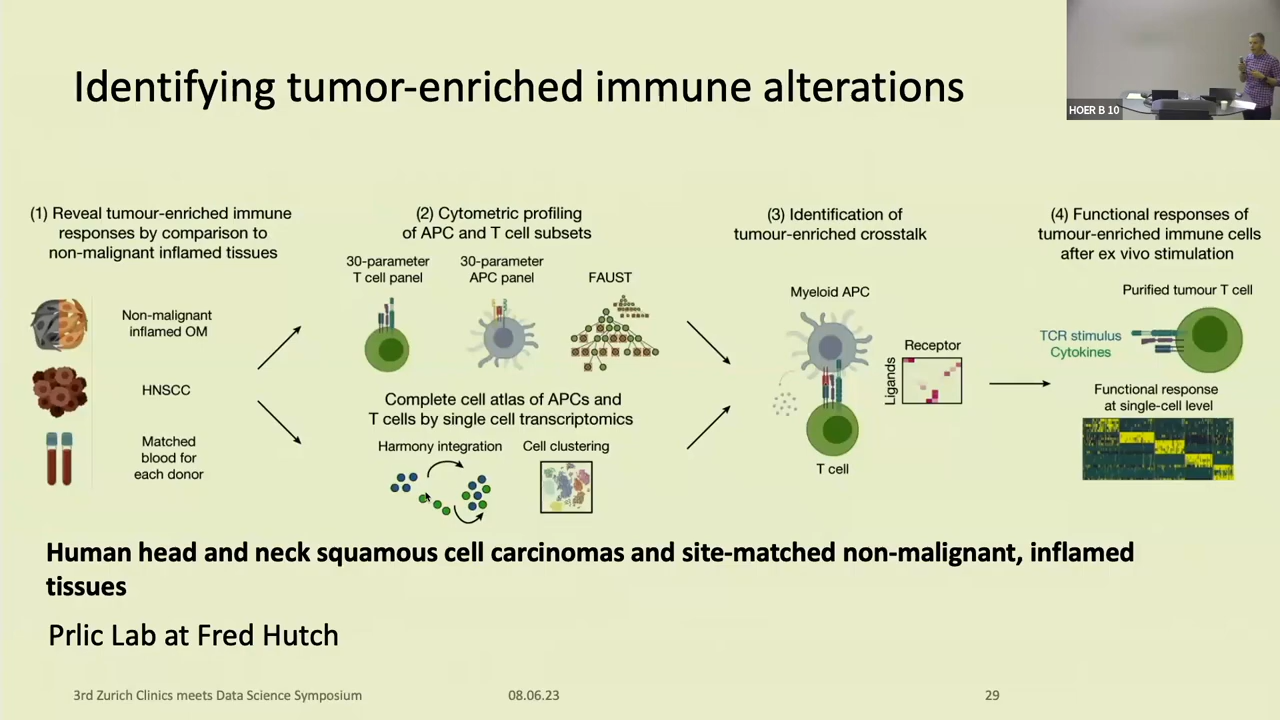 Identifying tumor-enriched immune alterations
HOER B 10
(1) Reveal tumour-enriched immune
responses by comparison to
non-malignant inflamed tissues
Non-malignant
inflamed OM
HNSCC
Matched
blood for
each donor
(2) Cytometric profiling
of APC and T cell subsets
30-parameter
T cell panel
30-parameter
APC panel
FAUST
Complete cell atlas of APCs and
T cells by single cell transcriptomics
Harmony integration
Cell clustering
(3) Identification of
tumour-enriched crosstalk
Myeloid APC
Receptor
Ligands
T cell
(4) Functional responses of
tumour-enriched immune cells
after ex vivo stimulation
Purified tumour T cell
TCR stimulus
Cytokines
Functional response
at single-cell level
Human head and neck squamous cell carcinomas and site-matched non-malignant, inflamed
tissues
Prlic Lab at Fred Hutch
3rd Zurich Clinics meets Data Science Symposium
08.06.23
29